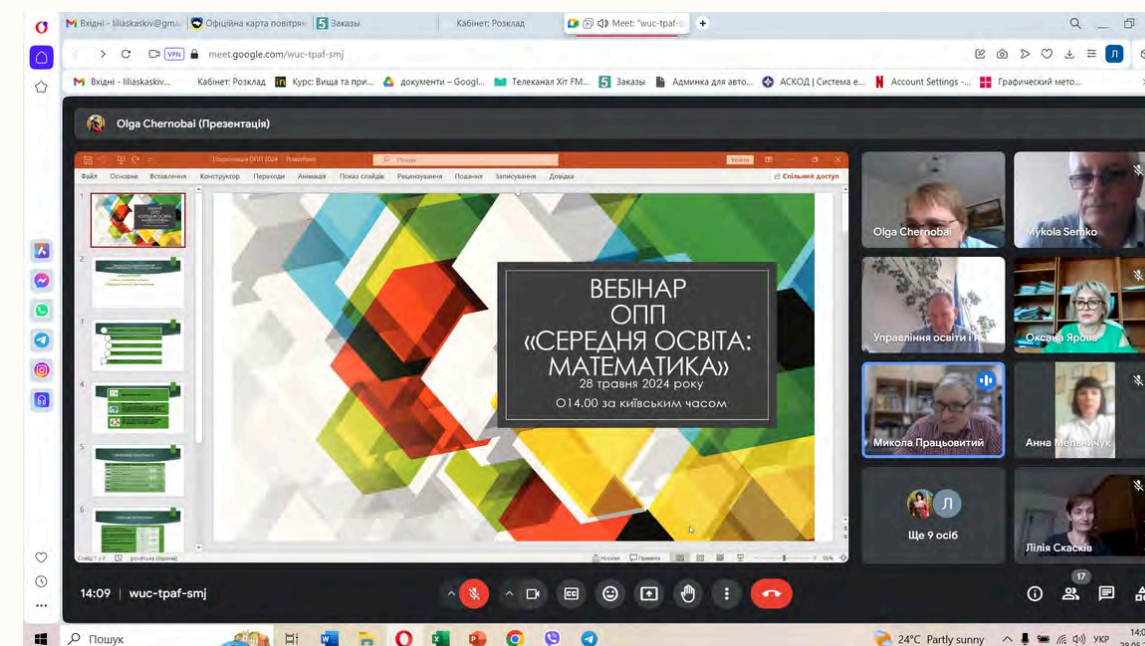 Вхідні - liliaskaskiv@gmai
Офіційна карта повітрян
Заказы
Кабінет: Розклад
Meet: "wuc-tpaf-s
VPN
meet.google.com/wuc-tpaf-smj
Вхідні - liliaskaskiv...
Кабінет: Розклад
Курс: Вища та при...
документи – Googl...
Телеканал Хіт FM...
Заказы
Админка для авто...
АСКОД | Система е...
Account Settings -...
Графический мето...
Olga Chernobai (Презентація)
Файл
Основне
Вставлення
Конструктор
Переходи
Анімація
Показ слайдів
Рецензування
Подання
Записування
Довідка
Спільний доступ
ВЕБІНАР
ОПП
«СЕРЕДНЯ ОСВІТА:
МАТЕМАТИКА»
28 травня 2024 року
О14.00 за київським часом
Olga Chernobai
Mykola Semko
Управління освіти і
Оксана Ярова
Микола Працьовитий
Анна Мельничук
Л
Ще 9 осіб
Лілія Скасків
14:09 | wuc-tpaf-smj
17
Пошук
24°C Partly sunny
УКР